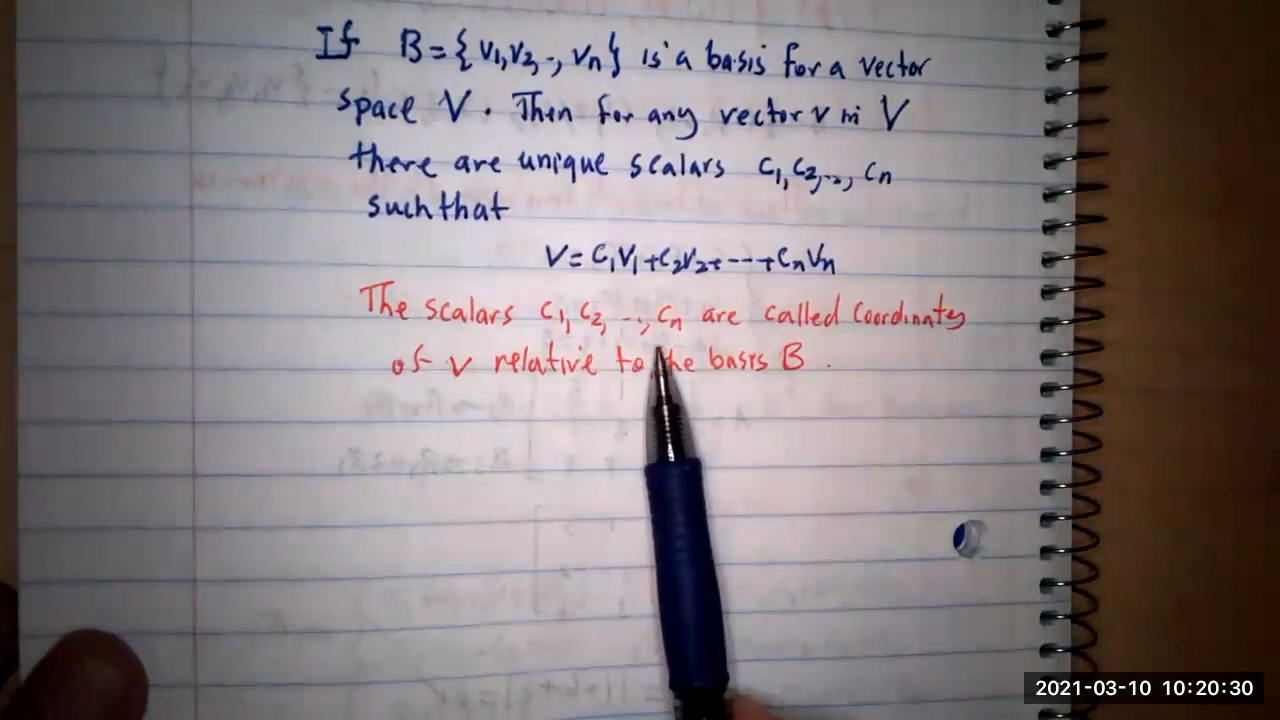 If B={v1,v2,..,vn} is a basis for a vector
space V. Then for any vector v in V
there are unique scalars c1,c2,...,cn
such that
v=c1v1+c2v2+---+cnvn
The scalars c1,c2,..,cn are called Coordinates
of v relative to the basis B.
2021-03-10 10:20:30